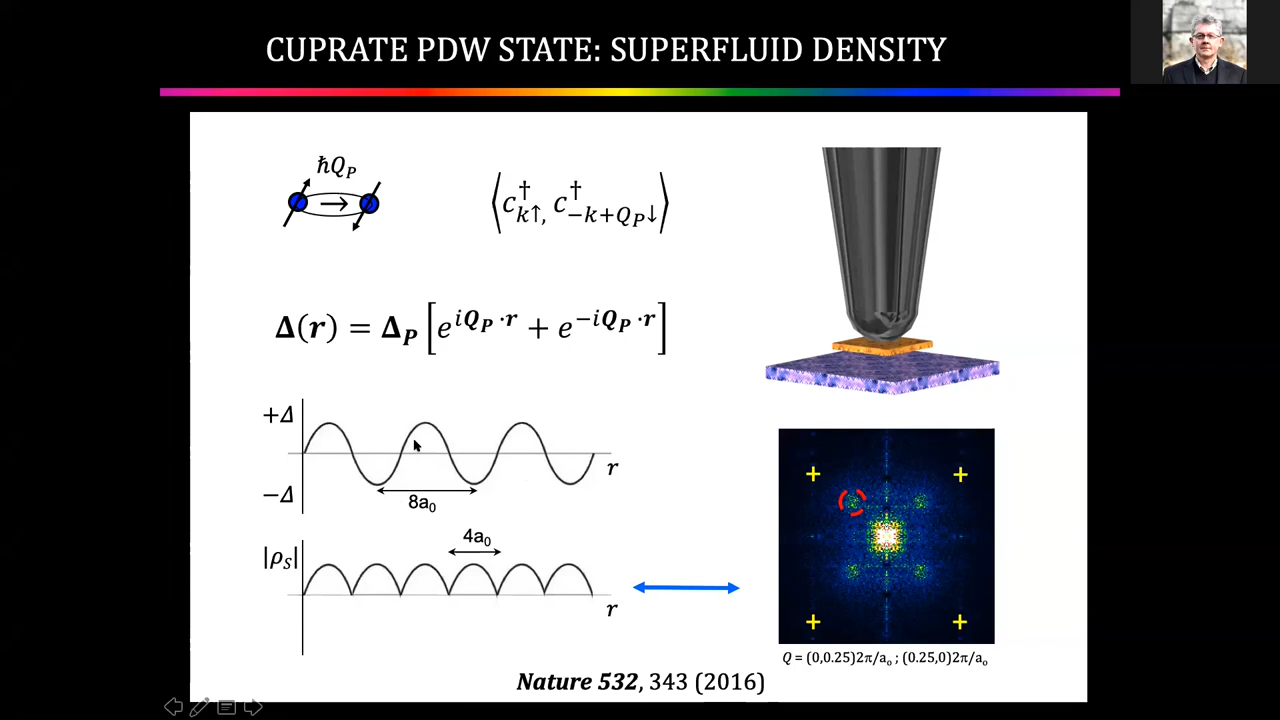 CUPRATE PDW STATE: SUPERFLUID DENSITY
ℏQ_P
⟨c†_{k↑,} c†_{−k+Q_P↓}⟩
Δ(r) = Δ_P [e^{iQ_P·r} + e^{−iQ_P·r}]
+Δ
−Δ
r
8a₀
|ρ_S|
4a₀
r
Q = (0,0.25)2π/a₀ ; (0.25,0)2π/a₀
Nature 532, 343 (2016)